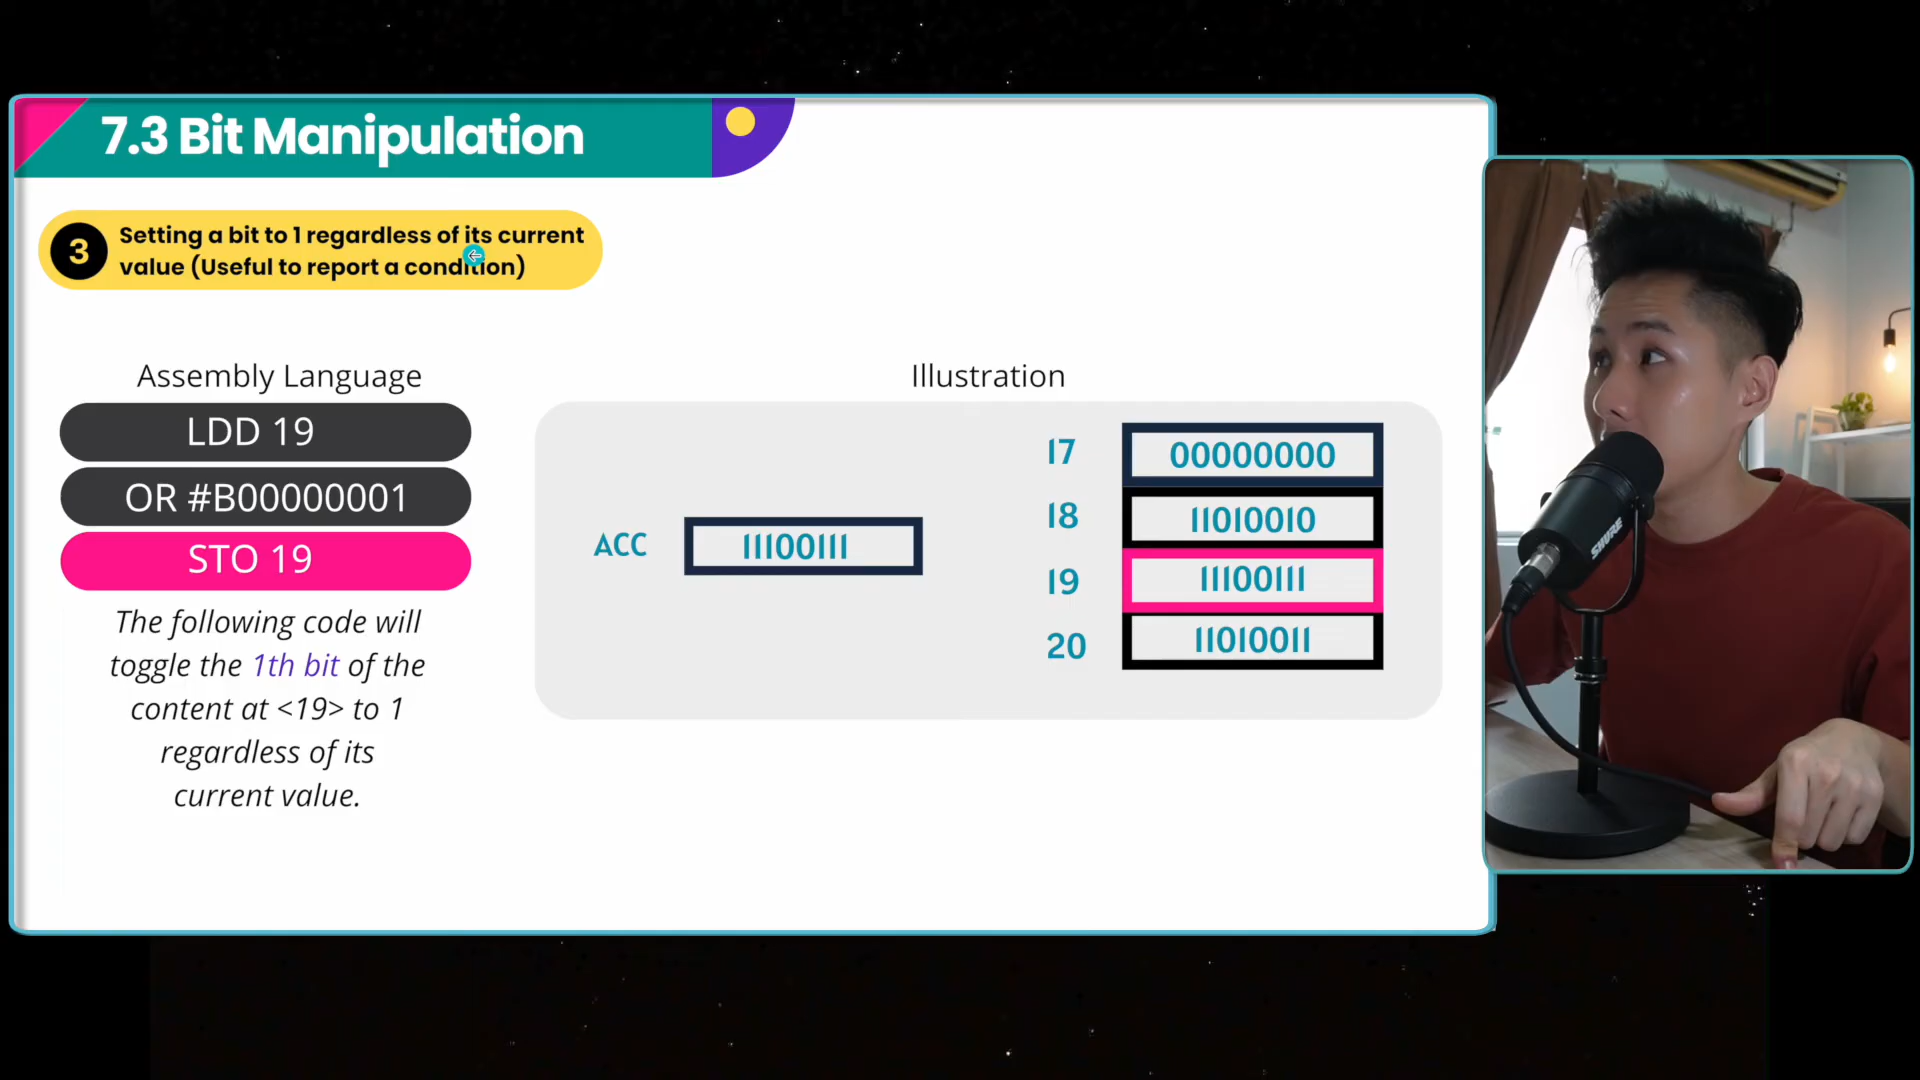 7.3 Bit Manipulation
3
Setting a bit to 1 regardless of its current
value (Useful to report a condition)
Assembly Language
LDD 19
OR #B00000001
STO 19
The following code will
toggle the 1th bit of the
content at <19> to 1
regardless of its
current value.
Illustration
ACC 11100111
17 00000000
18 11010010
19 11100111
20 11010011
SHURE